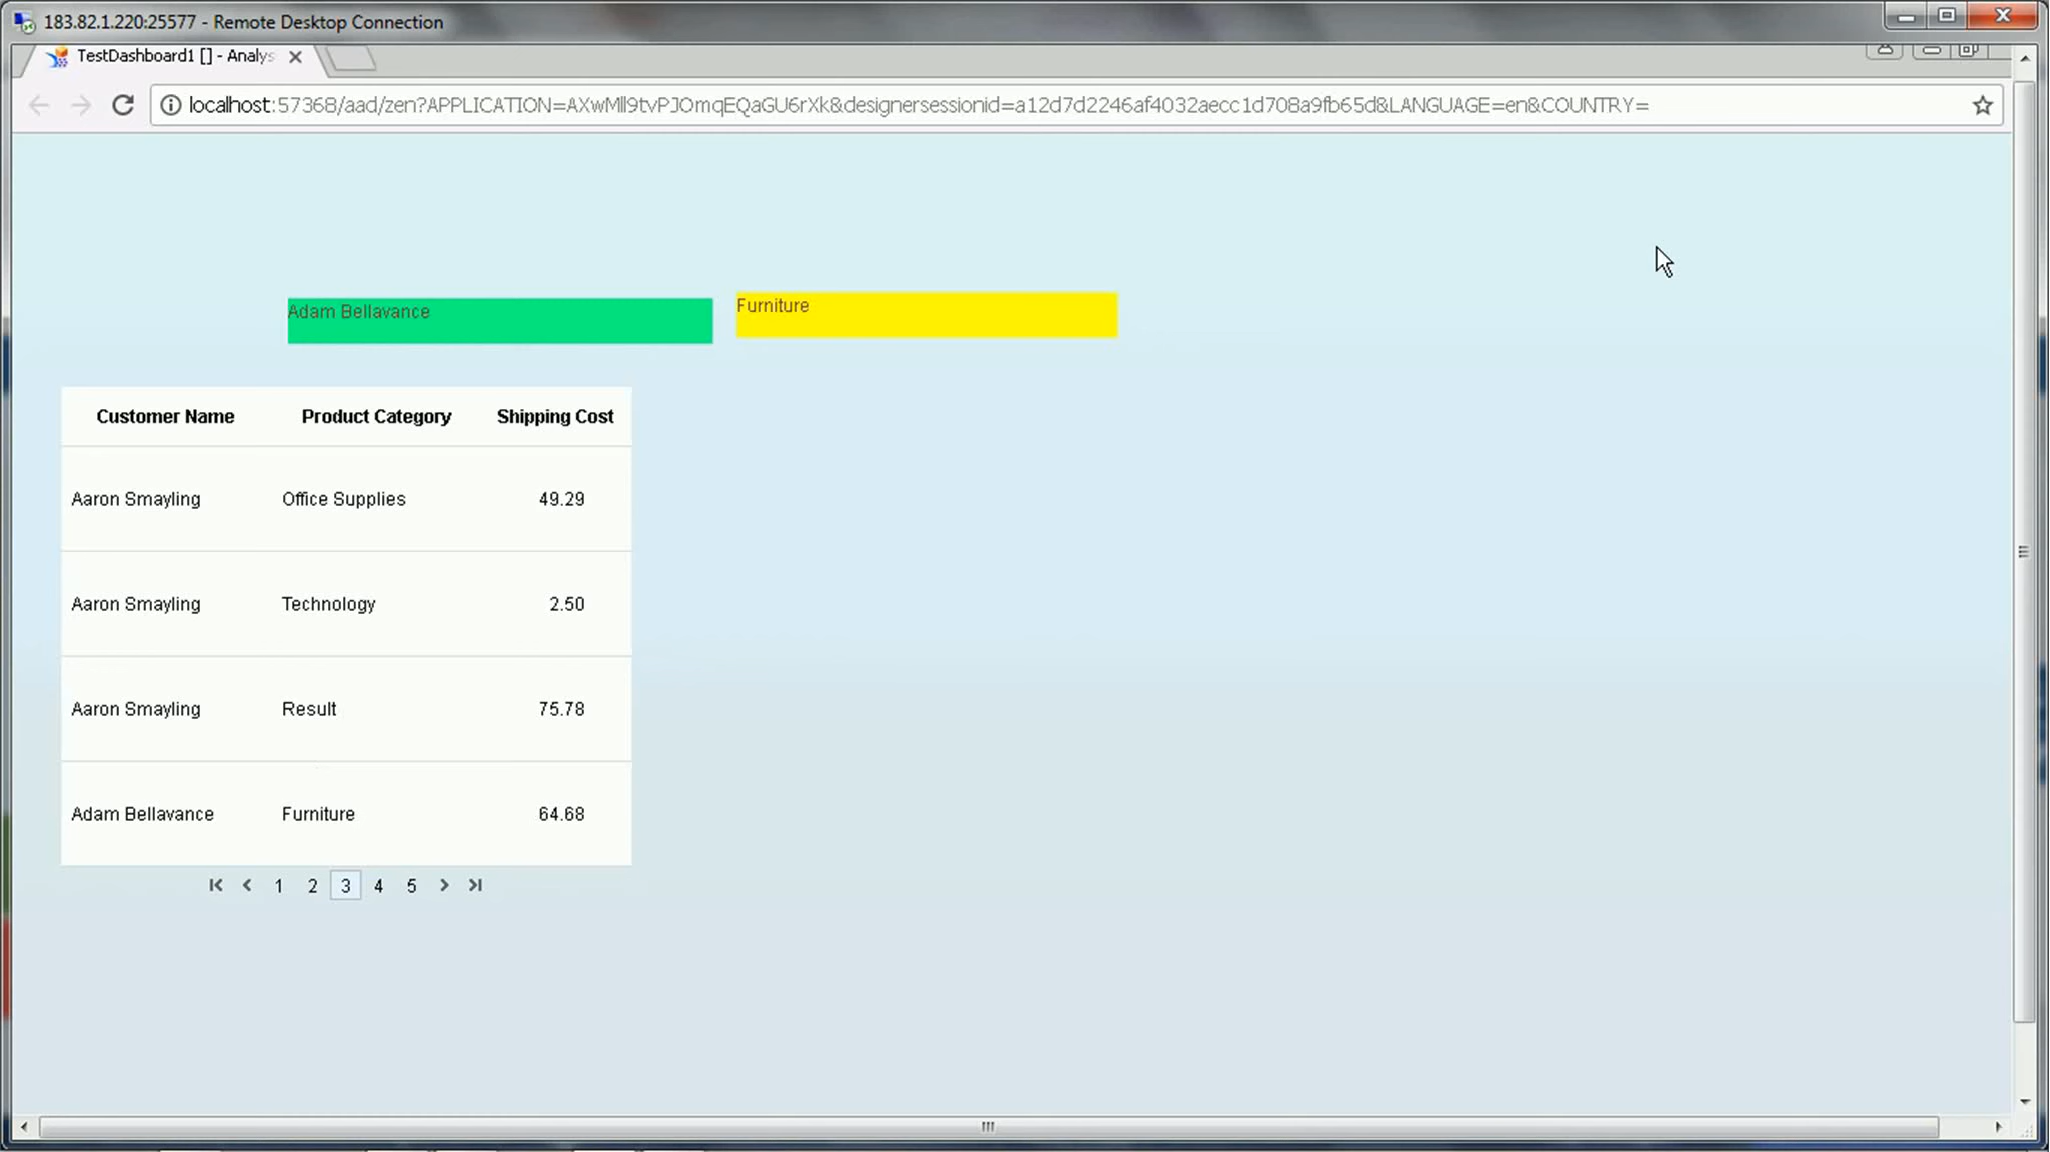 183.82.1.220:25577 - Remote Desktop Connection
TestDashboard1 [] - Analys
localhost:57368/aad/zen?APPLICATION=AXwMll9tvPJOmqEQaGU6rXk&designersessionid=a12d7d2246af4032aecc1d708a9fb65d&LANGUAGE=en&COUNTRY=
Adam Bellavance
Furniture
Customer Name Product Category Shipping Cost
Aaron Smayling Office Supplies 49.29
Aaron Smayling Technology 2.50
Aaron Smayling Result 75.78
Adam Bellavance Furniture 64.68
1 2 3 4 5